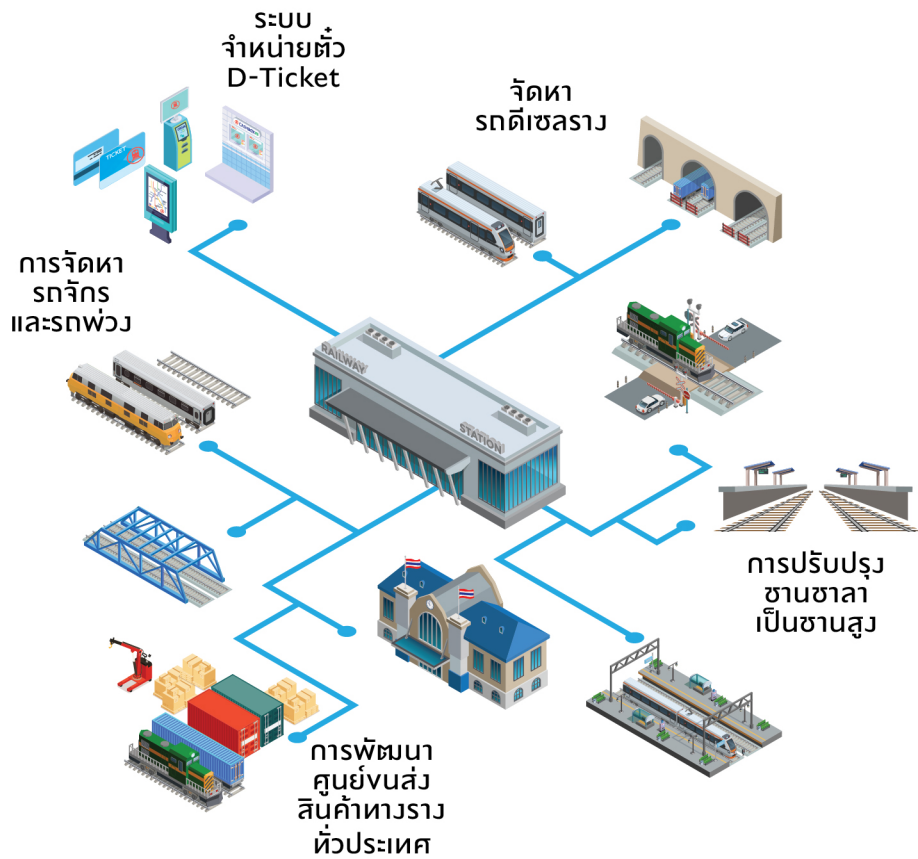 ระบบ
จำหน่ายตั๋ว
D-Ticket
จัดหา
รถดีเซลราง
TICKET
การจัดหา
รถจักร
และรถพ่วง
RAILWAY
STATION
การปรับปรุง
ชานชาลา
เป็นชานสูง
การพัฒนา
ศูนย์ขนส่ง
สินค้าทางราง
ทั่วประเทศ